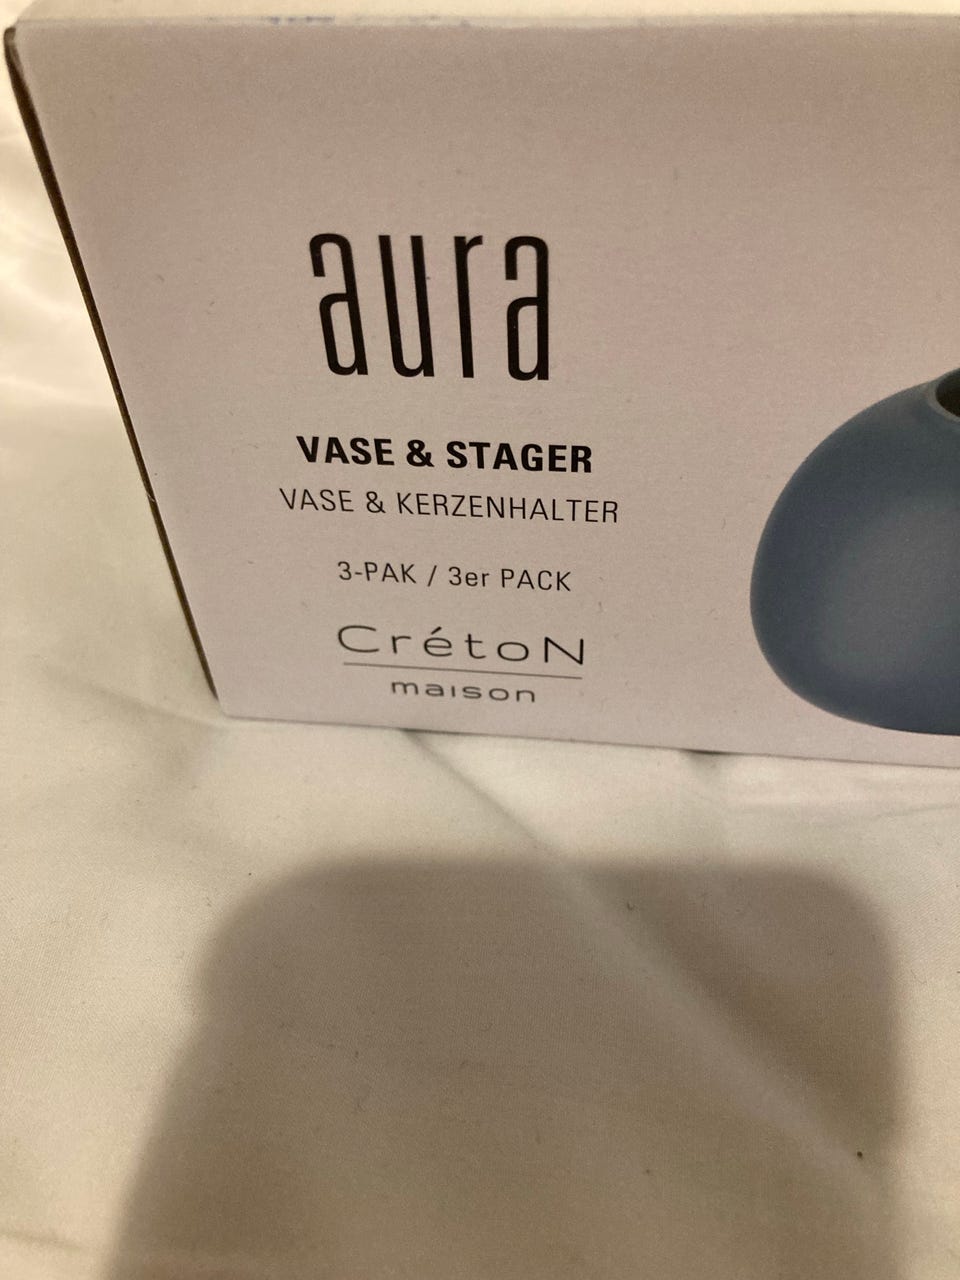 aura
VASE & STAGER
VASE & KERZENHALTER
3-PAK / 3er PACK
CrétoN
maison